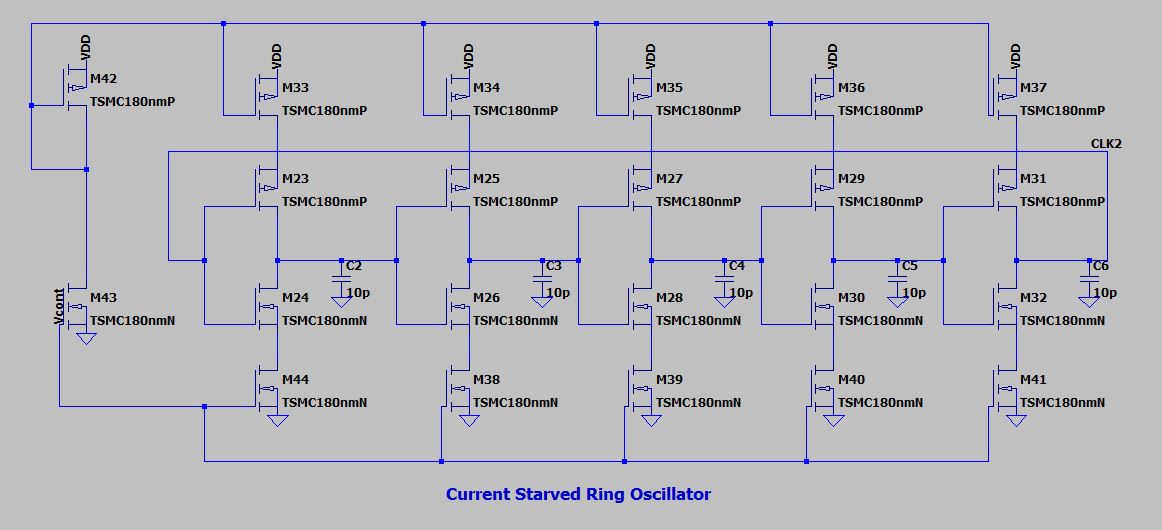 VDD
M42
TSMC180nmP
VDD
M33
TSMC180nmP
VDD
M34
TSMC180nmP
VDD
M35
TSMC180nmP
VDD
M36
TSMC180nmP
VDD
M37
TSMC180nmP
CLK2
M23
TSMC180nmP
M25
TSMC180nmP
M27
TSMC180nmP
M29
TSMC180nmP
M31
TSMC180nmP
C2
10p
C3
10p
C4
10p
C5
10p
C6
10p
Vcont
M43
TSMC180nmN
M24
TSMC180nmN
M26
TSMC180nmN
M28
TSMC180nmN
M30
TSMC180nmN
M32
TSMC180nmN
M44
TSMC180nmN
M38
TSMC180nmN
M39
TSMC180nmN
M40
TSMC180nmN
M41
TSMC180nmN
Current Starved Ring Oscillator